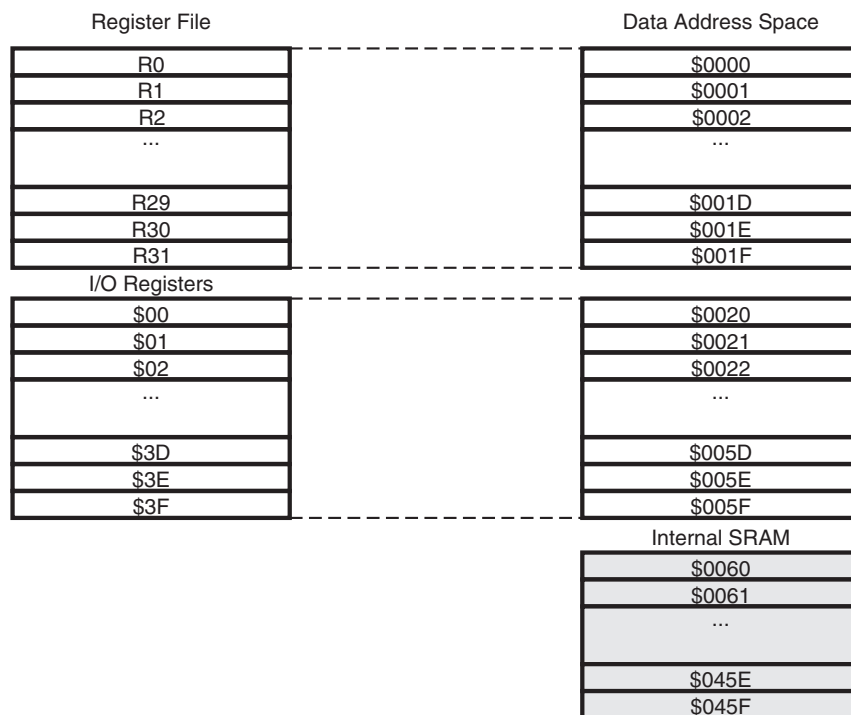 Register File
Data Address Space
R0
$0000
R1
$0001
R2
$0002
...
...
R29
$001D
R30
$001E
R31
$001F
I/O Registers
$00
$0020
$01
$0021
$02
$0022
...
...
$3D
$005D
$3E
$005E
$3F
$005F
Internal SRAM
$0060
$0061
...
$045E
$045F